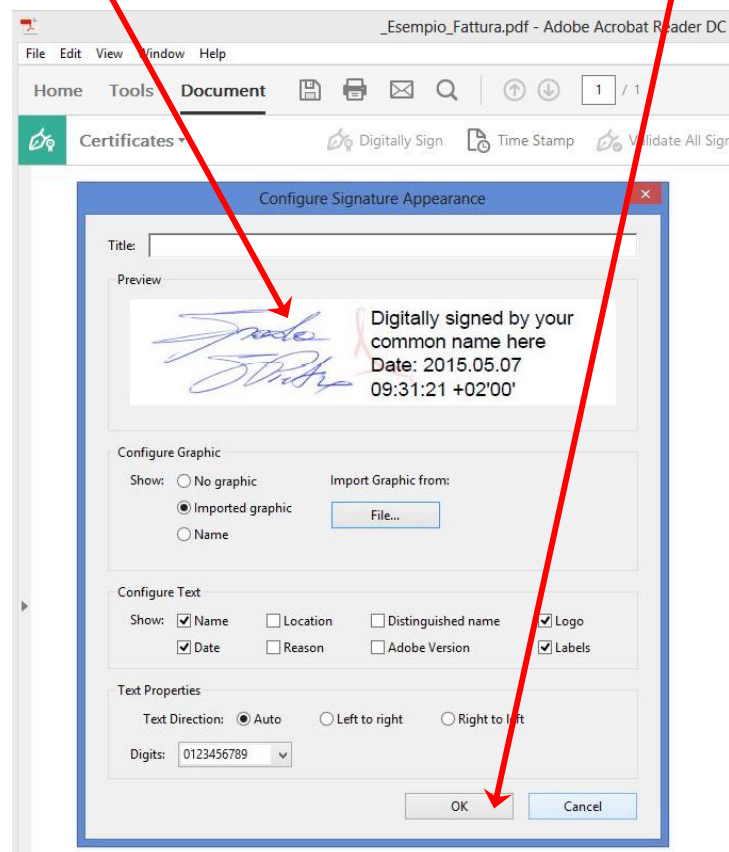 _Esempio_Fattura.pdf - Adobe Acrobat Reader DC
File Edit View Window Help
Home Tools Document 1 / 1
Certificates Digitally Sign Time Stamp Validate All Sign
Configure Signature Appearance
Title:
Preview
Digitally signed by your
common name here
Date: 2015.05.07
09:31:21 +02'00'
Configure Graphic
Show: No graphic Import Graphic from:
Imported graphic File...
Name
Configure Text
Show: Name Location Distinguished name Logo
Date Reason Adobe Version Labels
Text Properties
Text Direction: Auto Left to right Right to left
Digits: 0123456789
OK Cancel